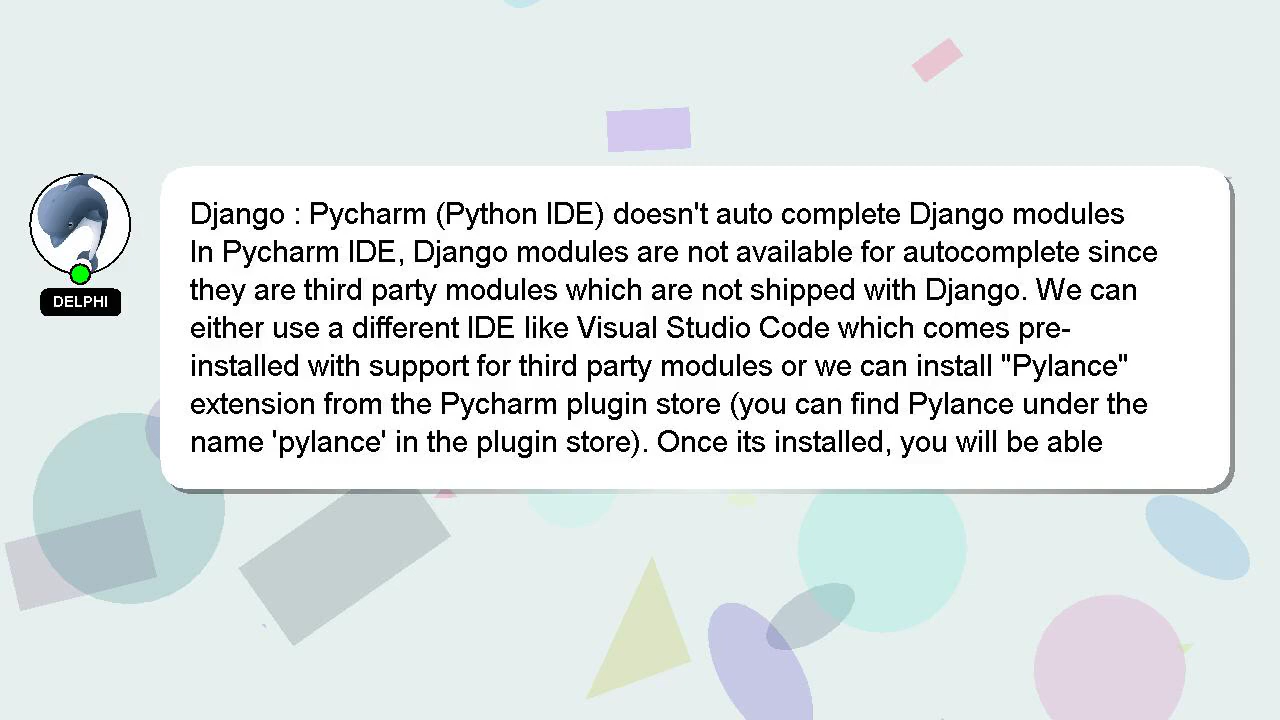 Django : Pycharm (Python IDE) doesn't auto complete Django modules
In Pycharm IDE, Django modules are not available for autocomplete since
they are third party modules which are not shipped with Django. We can
either use a different IDE like Visual Studio Code which comes pre-
installed with support for third party modules or we can install "Pylance"
extension from the Pycharm plugin store (you can find Pylance under the
name 'pylance' in the plugin store). Once its installed, you will be able
DELPHI